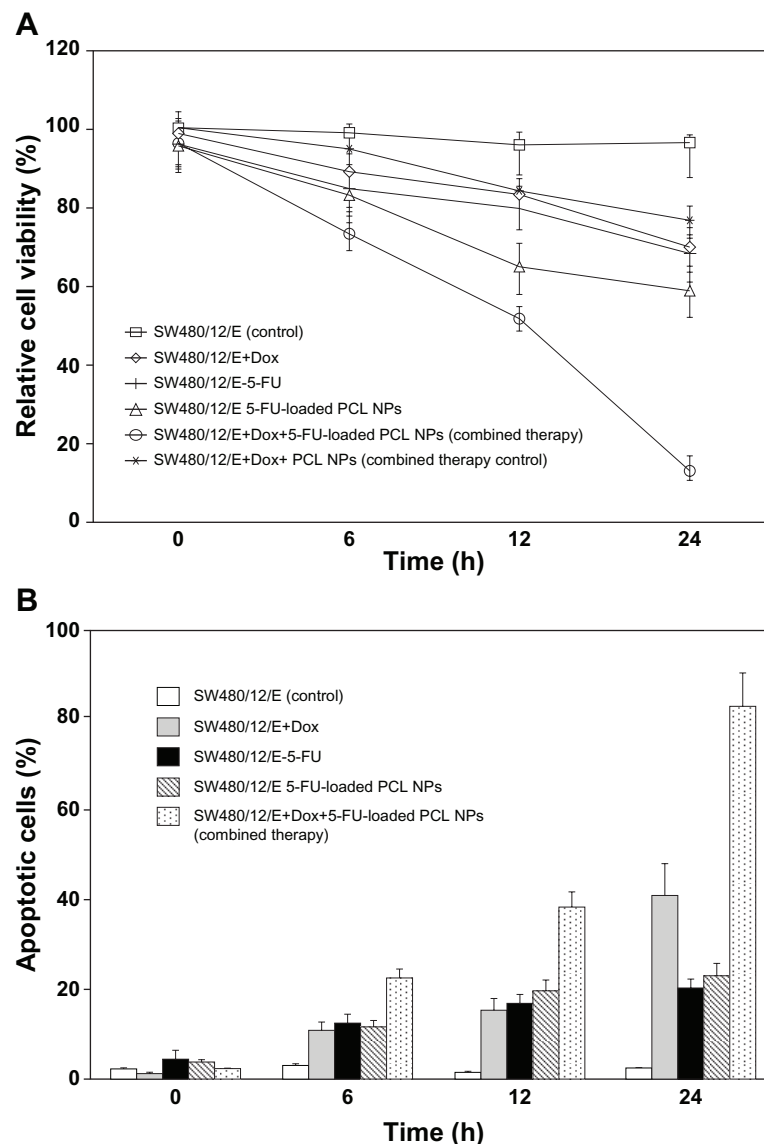 A
Relative cell viability (%)
120
100
80
60
40
20
0
SW480/12/E (control)
SW480/12/E+Dox
SW480/12/E-5-FU
SW480/12/E 5-FU-loaded PCL NPs
SW480/12/E+Dox+5-FU-loaded PCL NPs (combined therapy)
SW480/12/E+Dox+ PCL NPs (combined therapy control)
0 6 12 24
Time (h)
B
Apoptotic cells (%)
100
80
60
40
20
0
SW480/12/E (control)
SW480/12/E+Dox
SW480/12/E-5-FU
SW480/12/E 5-FU-loaded PCL NPs
SW480/12/E+Dox+5-FU-loaded PCL NPs
(combined therapy)
0 6 12 24
Time (h)